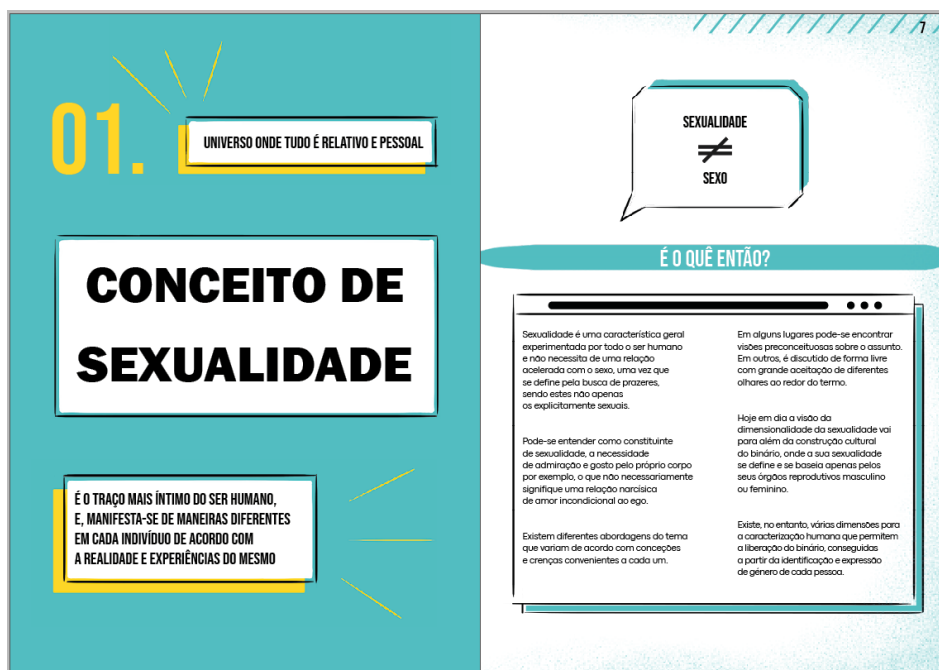 01.
UNIVERSO ONDE TUDO É RELATIVO E PESSOAL
CONCEITO DE
SEXUALIDADE
É O TRAÇO MAIS ÍNTIMO DO SER HUMANO,
E, MANIFESTA-SE DE MANEIRAS DIFERENTES
EM CADA INDIVÍDUO DE ACORDO COM
A REALIDADE E EXPERIÊNCIAS DO MESMO
7
SEXUALIDADE
≠
SEXO
É O QUÊ ENTÃO?
Sexualidade é uma característica geral
experimentada por todo o ser humano
e não necessita de uma relação
acelerada com o sexo, uma vez que
se define pela busca de prazeres,
sendo estes não apenas
os explicitamente sexuais.
Pode-se entender como constituinte
de sexualidade, a necessidade
de admiração e gosto pelo próprio corpo
por exemplo, o que não necessariamente
signifique uma relação narcísica
de amor incondicional ao ego.
Existem diferentes abordagens do tema
que variam de acordo com conceções
e crenças convenientes a cada um.
Em alguns lugares pode-se encontrar
visões preconceituosas sobre o assunto.
Em outros, é discutido de forma livre
com grande aceitação de diferentes
olhares ao redor do termo.
Hoje em dia a visão da
dimensionalidade da sexualidade vai
para além da construção cultural
do binário, onde a sua sexualidade
se define e se baseia apenas pelos
seus órgãos reprodutivos masculino
ou feminino.
Existe, no entanto, várias dimensões para
a caracterização humana que permitem
a liberação do binário, conseguidas
a partir da identificação e expressão
de género de cada pessoa.